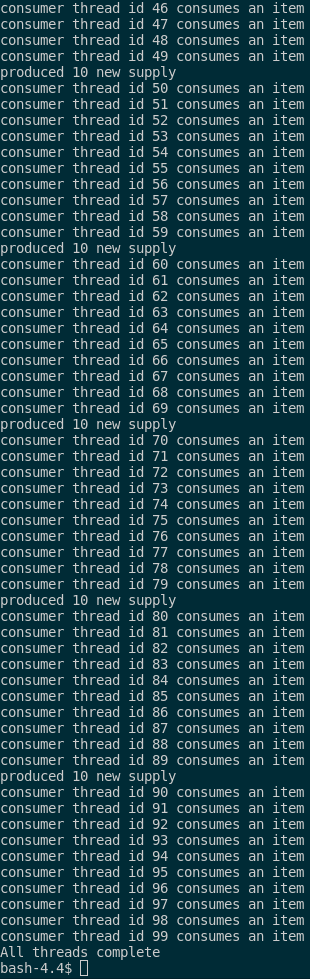 consumer thread id 46 consumes an item
consumer thread id 47 consumes an item
consumer thread id 48 consumes an item
consumer thread id 49 consumes an item
produced 10 new supply
consumer thread id 50 consumes an item
consumer thread id 51 consumes an item
consumer thread id 52 consumes an item
consumer thread id 53 consumes an item
consumer thread id 54 consumes an item
consumer thread id 55 consumes an item
consumer thread id 56 consumes an item
consumer thread id 57 consumes an item
consumer thread id 58 consumes an item
consumer thread id 59 consumes an item
produced 10 new supply
consumer thread id 60 consumes an item
consumer thread id 61 consumes an item
consumer thread id 62 consumes an item
consumer thread id 63 consumes an item
consumer thread id 64 consumes an item
consumer thread id 65 consumes an item
consumer thread id 66 consumes an item
consumer thread id 67 consumes an item
consumer thread id 68 consumes an item
consumer thread id 69 consumes an item
produced 10 new supply
consumer thread id 70 consumes an item
consumer thread id 71 consumes an item
consumer thread id 72 consumes an item
consumer thread id 73 consumes an item
consumer thread id 74 consumes an item
consumer thread id 75 consumes an item
consumer thread id 76 consumes an item
consumer thread id 77 consumes an item
consumer thread id 78 consumes an item
consumer thread id 79 consumes an item
produced 10 new supply
consumer thread id 80 consumes an item
consumer thread id 81 consumes an item
consumer thread id 82 consumes an item
consumer thread id 83 consumes an item
consumer thread id 84 consumes an item
consumer thread id 85 consumes an item
consumer thread id 86 consumes an item
consumer thread id 87 consumes an item
consumer thread id 88 consumes an item
consumer thread id 89 consumes an item
produced 10 new supply
consumer thread id 90 consumes an item
consumer thread id 91 consumes an item
consumer thread id 92 consumes an item
consumer thread id 93 consumes an item
consumer thread id 94 consumes an item
consumer thread id 95 consumes an item
consumer thread id 96 consumes an item
consumer thread id 97 consumes an item
consumer thread id 98 consumes an item
consumer thread id 99 consumes an item
All threads complete
bash-4.4$